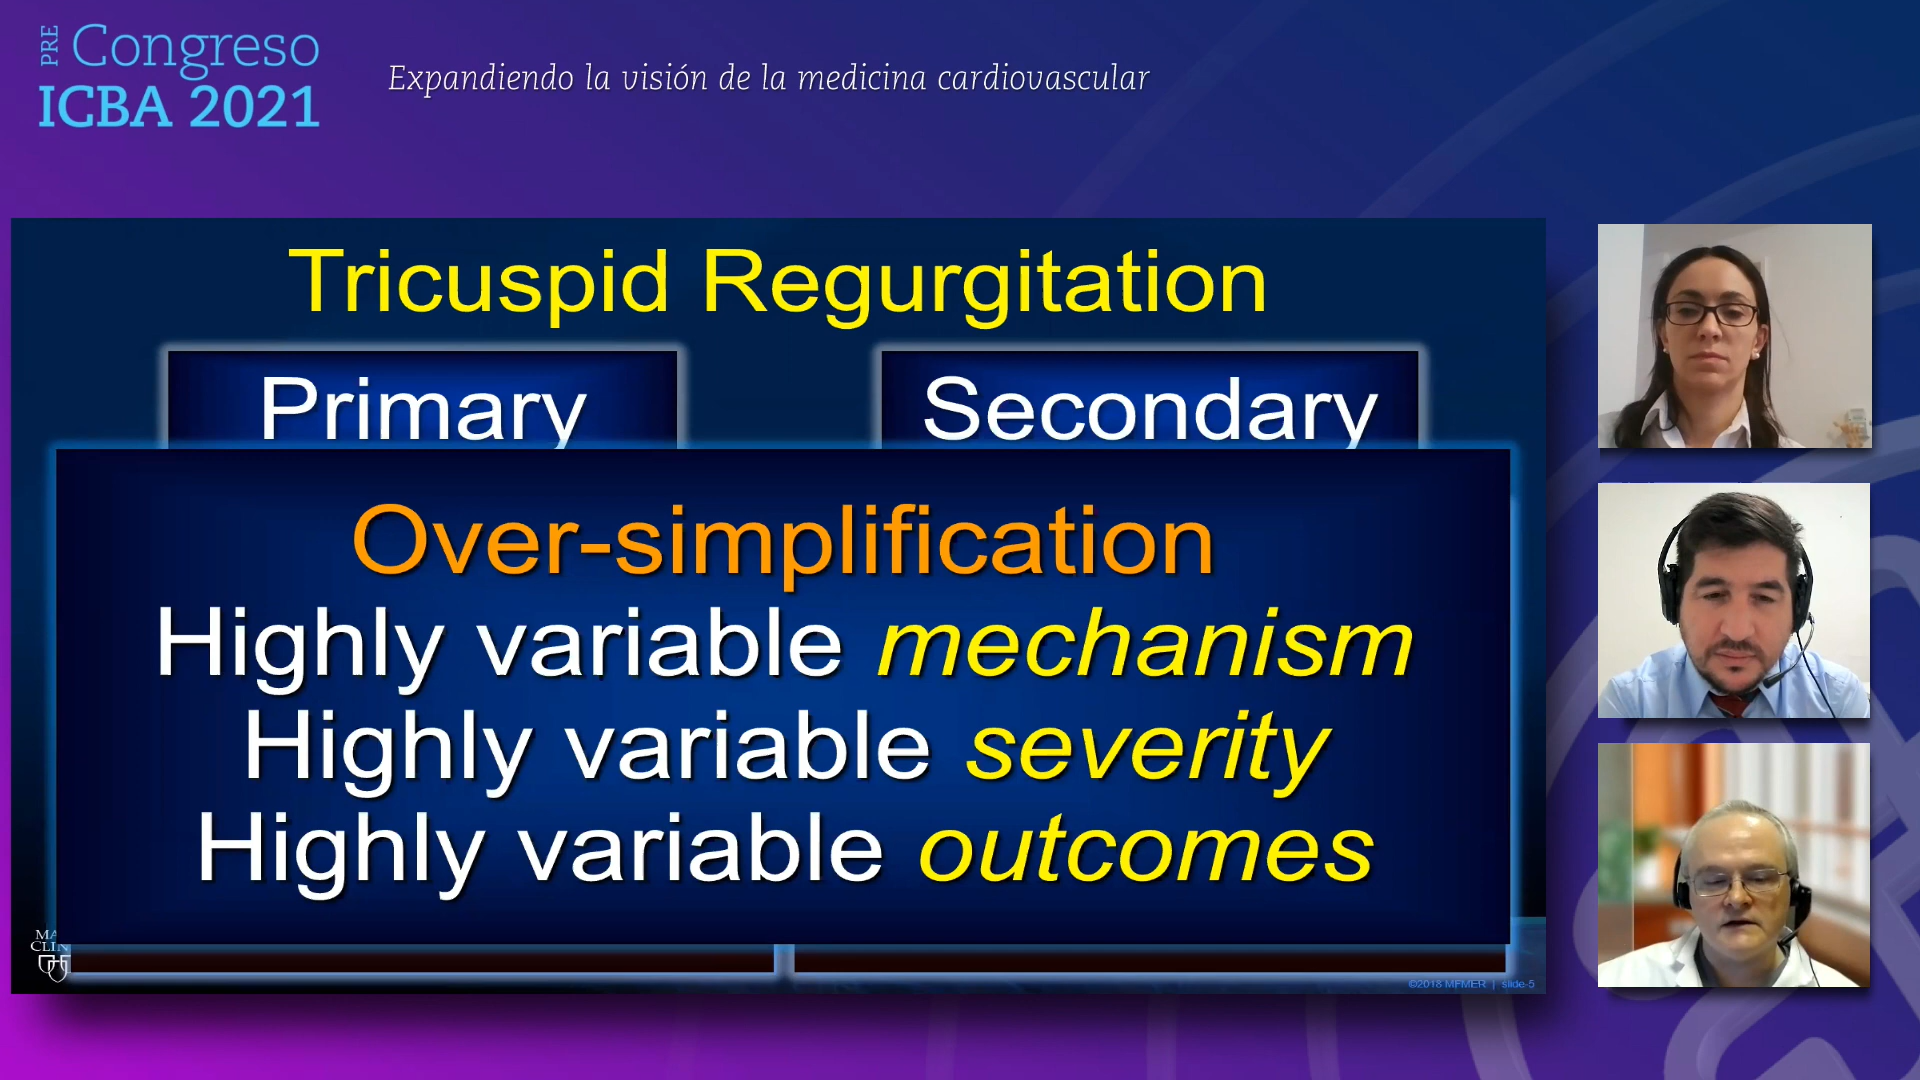 PRE
Congreso
ICBA 2021
Expandiendo la visión de la medicina cardiovascular
Tricuspid Regurgitation
Primary
Secondary
Over-simplification
Highly variable mechanism
Highly variable severity
Highly variable outcomes
©2018 MFMER | slide-5